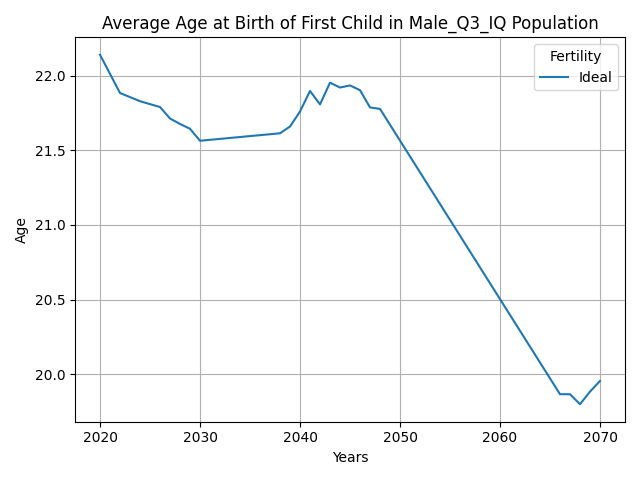 Average Age at Birth of First Child in Male_Q3_IQ Population
Fertility
Ideal
Age
22.0
21.5
21.0
20.5
20.0
2020 2030 2040 2050 2060 2070
Years